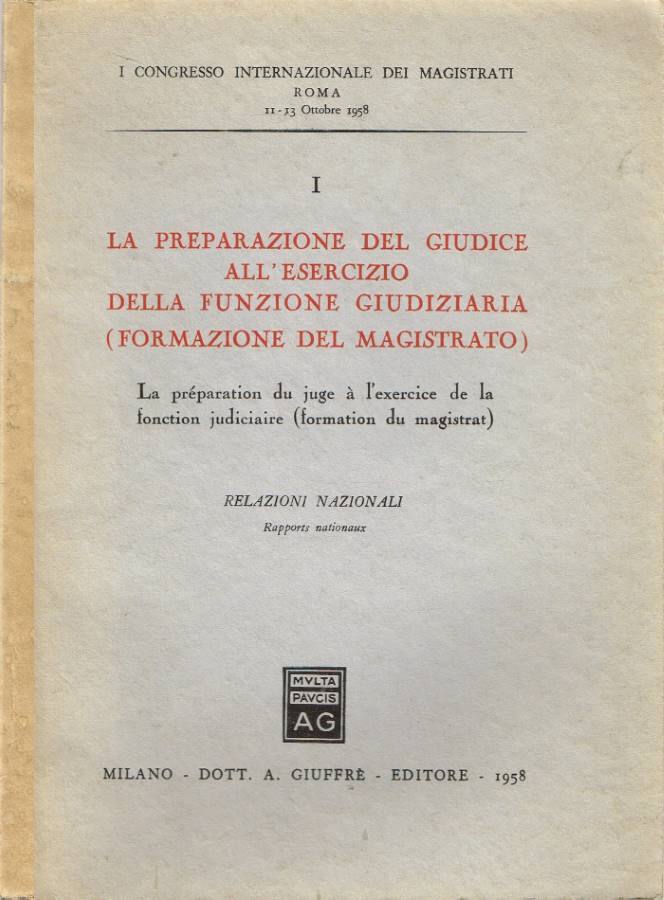 I CONGRESSO INTERNAZIONALE DEI MAGISTRATI
ROMA
11-13 Ottobre 1958
I
LA PREPARAZIONE DEL GIUDICE
ALL'ESERCIZIO
DELLA FUNZIONE GIUDIZIARIA
(FORMAZIONE DEL MAGISTRATO)
La préparation du juge à l'exercice de la
fonction judiciaire (formation du magistrat)
RELAZIONI NAZIONALI
Rapports nationaux
MVLTA
PAVCIS
AG
MILANO - DOTT. A. GIUFFRÈ - EDITORE - 1958